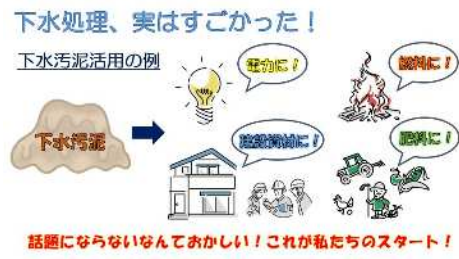 下水処理、実はすごかった！
下水汚泥活用の例
電力に！
燃料に！
下水汚泥
建設資材に！
肥料に！
話題にならないなんておかしい！これが私たちのスタート！